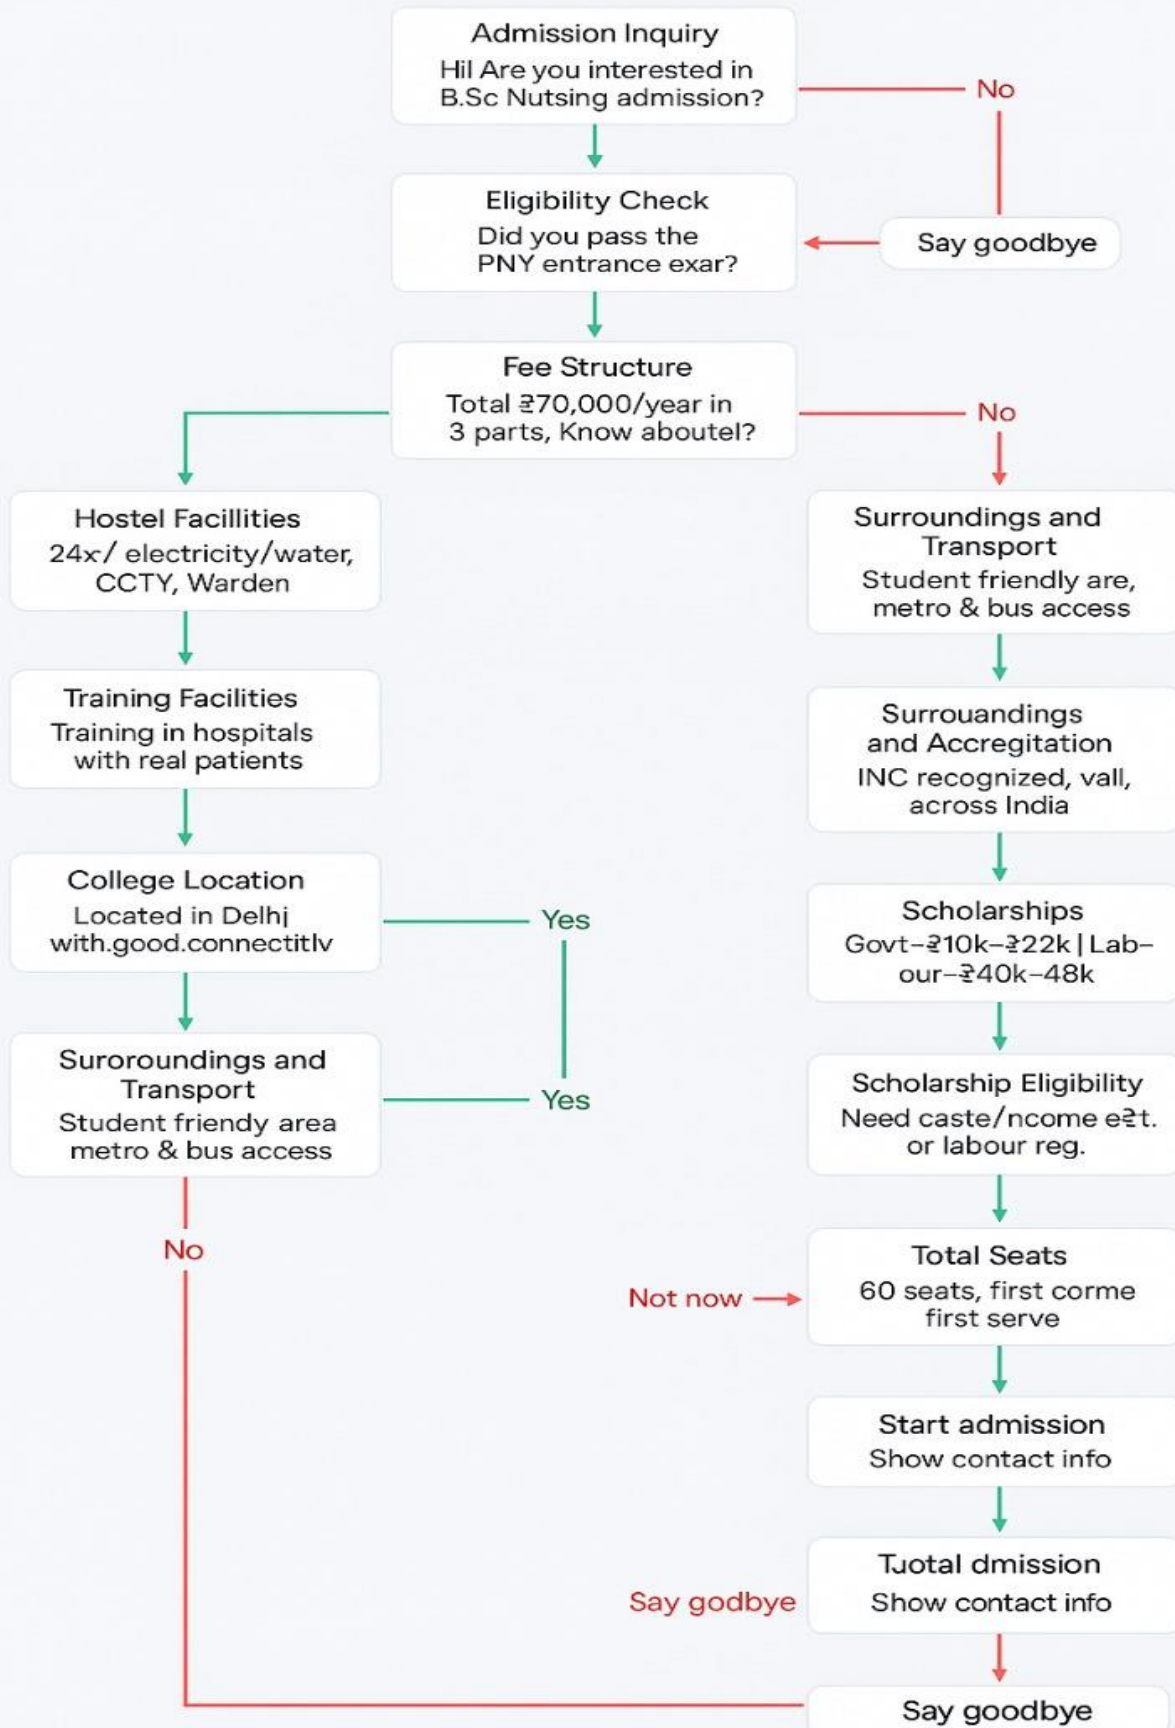 Admission Inquiry
Hil Are you interested in
B.Sc Nutsing admission?
No
Say goodbye
Eligibility Check
Did you pass the
PNY entrance exar?
Fee Structure
Total ₹70,000/year in
3 parts, Know aboutel?
No
Hostel Facillities
24x/ electricity/water,
CCTY, Warden
Training Facilities
Training in hospitals
with real patients
College Location
Located in Delhj
with.good.connectitlv
Yes
Suroroundings and
Transport
Student friendy area
metro & bus access
Yes
No
Surroundings and
Transport
Student friendly are,
metro & bus access
Surrouandings
and Accregitation
INC recognized, vall,
across India
Scholarships
Govt–₹10k–₹22k | Lab–
our–₹40k–48k
Scholarship Eligibility
Need caste/ncome e₹t.
or labour reg.
Total Seats
60 seats, first corme
first serve
Not now
Start admission
Show contact info
Tuotal dmission
Show contact info
Say godbye
Say goodbye